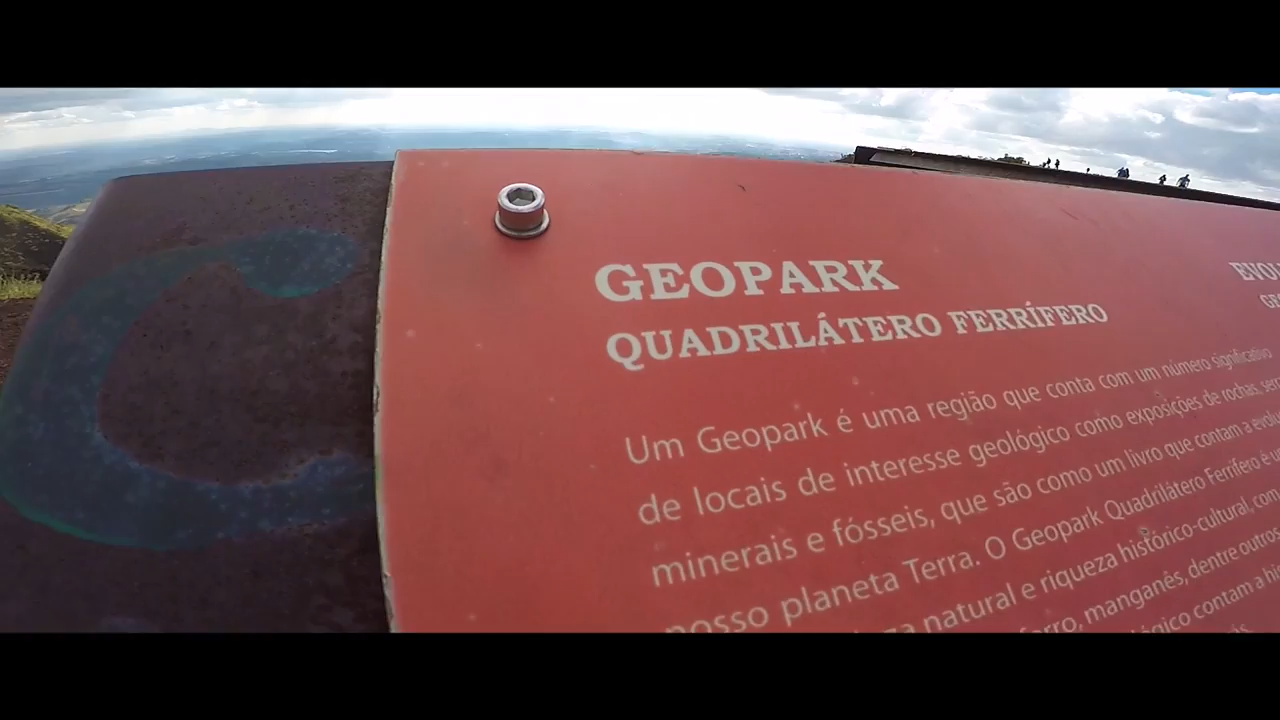 GEOPARK
QUADRILÁTERO FERRÍFERO
Um Geopark é uma região que conta com um número significativo
de locais de interesse geológico como exposições de rochas,
minerais e fósseis, que são como um livro que contam a
nosso planeta Terra. O Geopark Quadrilátero Ferrífero é
natural e riqueza histórico-cultural, com
manganês, dentre outros
contam a